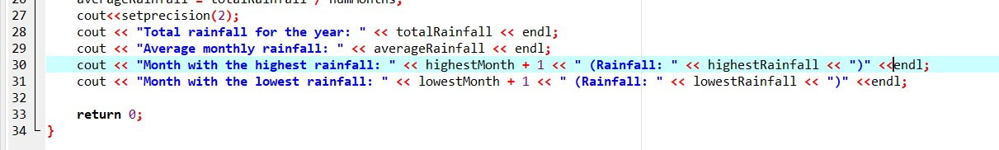 26 averageRainfall = totalRainfall / numMonths;
27 cout<<setprecision(2);
28 cout << "Total rainfall for the year: " << totalRainfall << endl;
29 cout << "Average monthly rainfall: " << averageRainfall << endl;
30 cout << "Month with the highest rainfall: " << highestMonth + 1 << " (Rainfall: " << highestRainfall << ")" <<endl;
31 cout << "Month with the lowest rainfall: " << lowestMonth + 1 << " (Rainfall: " << lowestRainfall << ")" <<endl;
32
33 return 0;
34 }